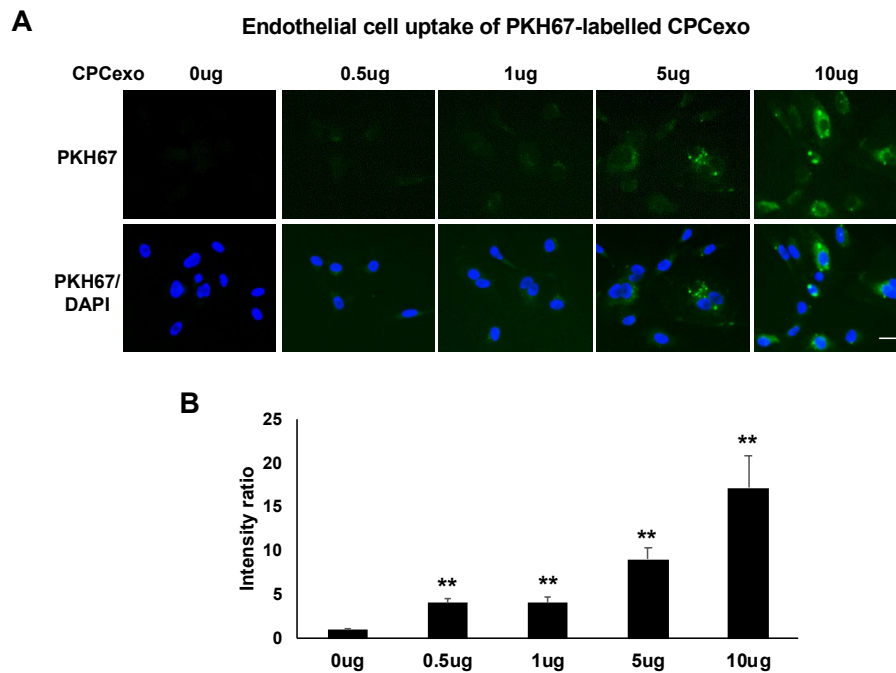 A
Endothelial cell uptake of PKH67-labelled CPCexo
CPCexo 0ug 0.5ug 1ug 5ug 10ug
PKH67
PKH67/
DAPI
B
25
20
15
10
5
0
Intensity ratio
** ** ** **
0ug 0.5ug 1ug 5ug 10ug